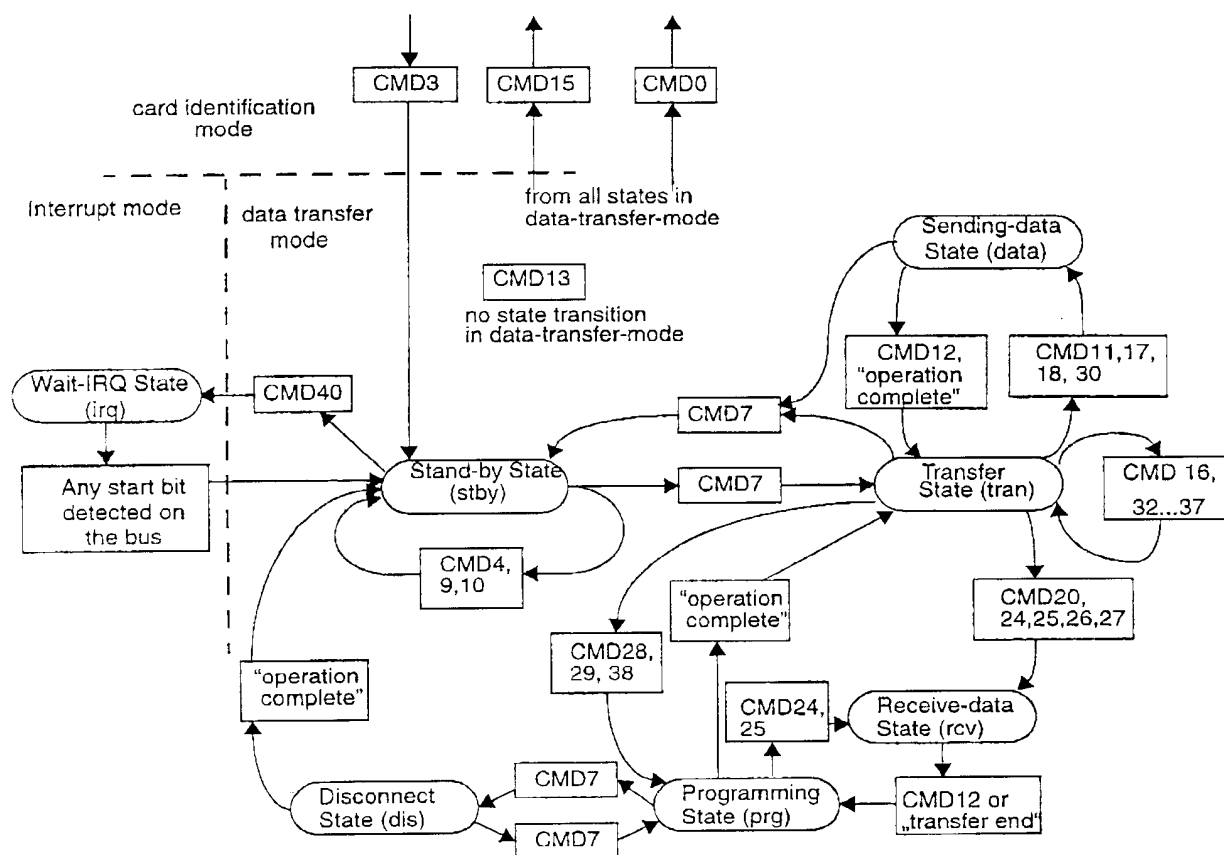 CMD3
CMD15
CMD0
card identification
mode
Interrupt mode
data transfer
mode
from all states in
data-transfer-mode
CMD13
no state transition
in data-transfer-mode
Sending-data
State (data)
CMD12,
“operation
complete”
CMD11,17,
18, 30
Wait-IRQ State
(irq)
CMD40
CMD7
Any start bit
detected on
the bus
Stand-by State
(stby)
CMD7
Transfer
State (tran)
CMD 16,
32...37
CMD4,
9,10
“operation
complete”
CMD20,
24,25,26,27
CMD28,
29, 38
“operation
complete”
CMD24,
25
Receive-data
State (rcv)
Disconnect
State (dis)
CMD7
CMD7
Programming
State (prg)
CMD12 or
„transfer end“